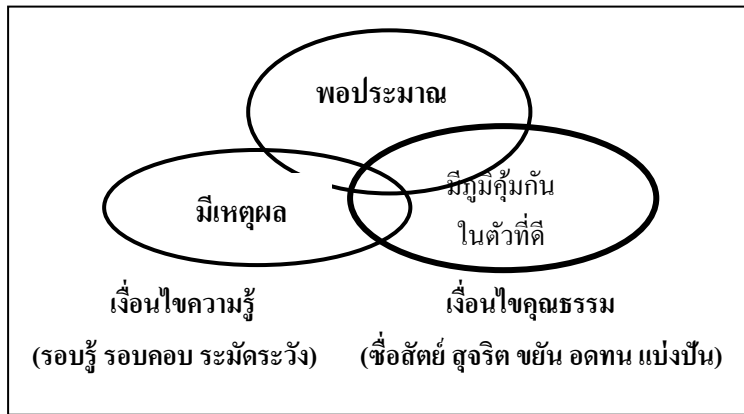 พอประมาณ
มีเหตุผล
มีภูมิคุ้มกัน
ในตัวที่ดี
เงื่อนไขความรู้
(รอบรู้ รอบคอบ ระมัดระวัง)
เงื่อนไขคุณธรรม
(ซื่อสัตย์ สุจริต ขยัน อดทน แบ่งปัน)